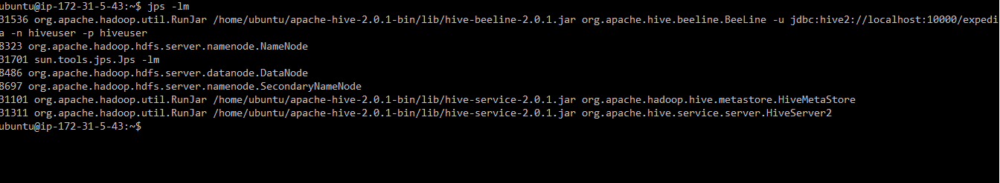 ubuntu@ip-172-31-5-43:~$ jps -lm
31536 org.apache.hadoop.util.RunJar /home/ubuntu/apache-hive-2.0.1-bin/lib/hive-beeline-2.0.1.jar org.apache.hive.beeline.BeeLine -u jdbc:hive2://localhost:10000/expedi
a -n hiveuser -p hiveuser
8323 org.apache.hadoop.hdfs.server.namenode.NameNode
31701 sun.tools.jps.Jps -lm
8486 org.apache.hadoop.hdfs.server.datanode.DataNode
8697 org.apache.hadoop.hdfs.server.namenode.SecondaryNameNode
31101 org.apache.hadoop.util.RunJar /home/ubuntu/apache-hive-2.0.1-bin/lib/hive-service-2.0.1.jar org.apache.hadoop.hive.metastore.HiveMetaStore
31311 org.apache.hadoop.util.RunJar /home/ubuntu/apache-hive-2.0.1-bin/lib/hive-service-2.0.1.jar org.apache.hive.service.server.HiveServer2
ubuntu@ip-172-31-5-43:~$